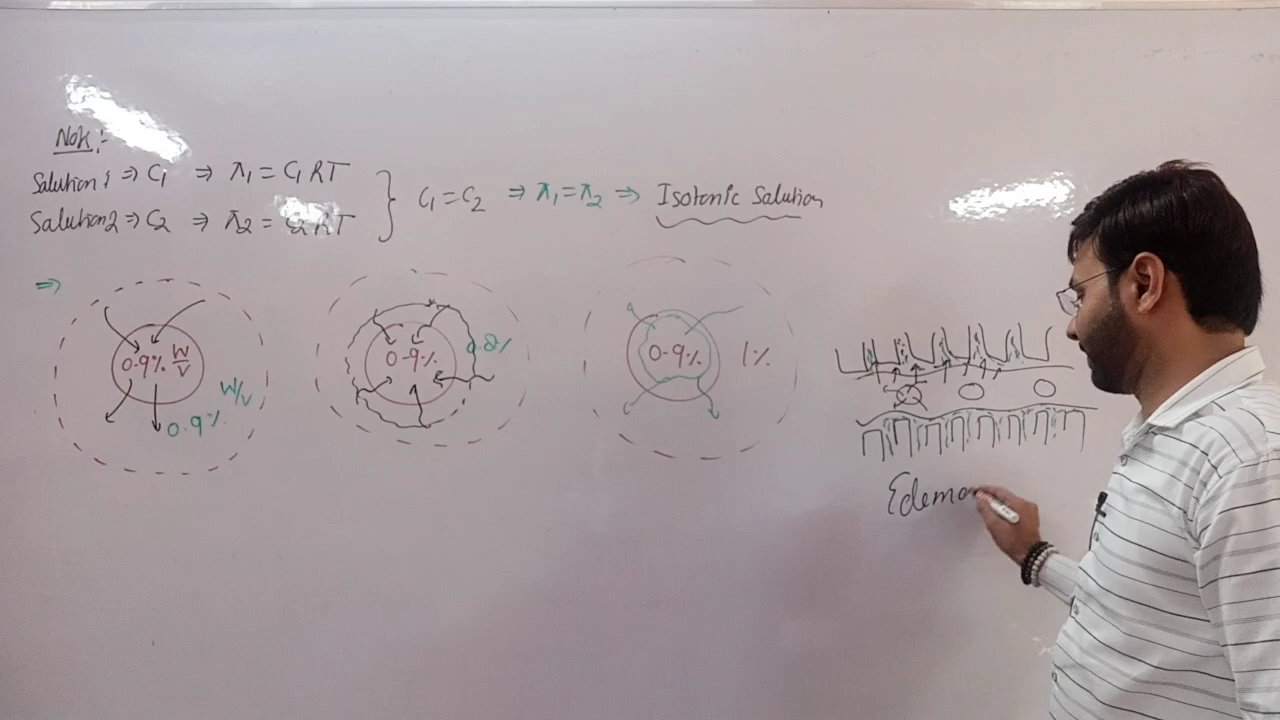 Note:-
Solution 1 ⇒ C₁ ⇒ π₁ = C₁RT
Solution 2 ⇒ C₂ ⇒ π₂ = C₂RT
C₁ = C₂ ⇒ π₁ = π₂ ⇒ Isotonic Solution
⇒
0.9% W/V
W/V
0.9%
0.9%
0.8%
0.9%
1%
Edema